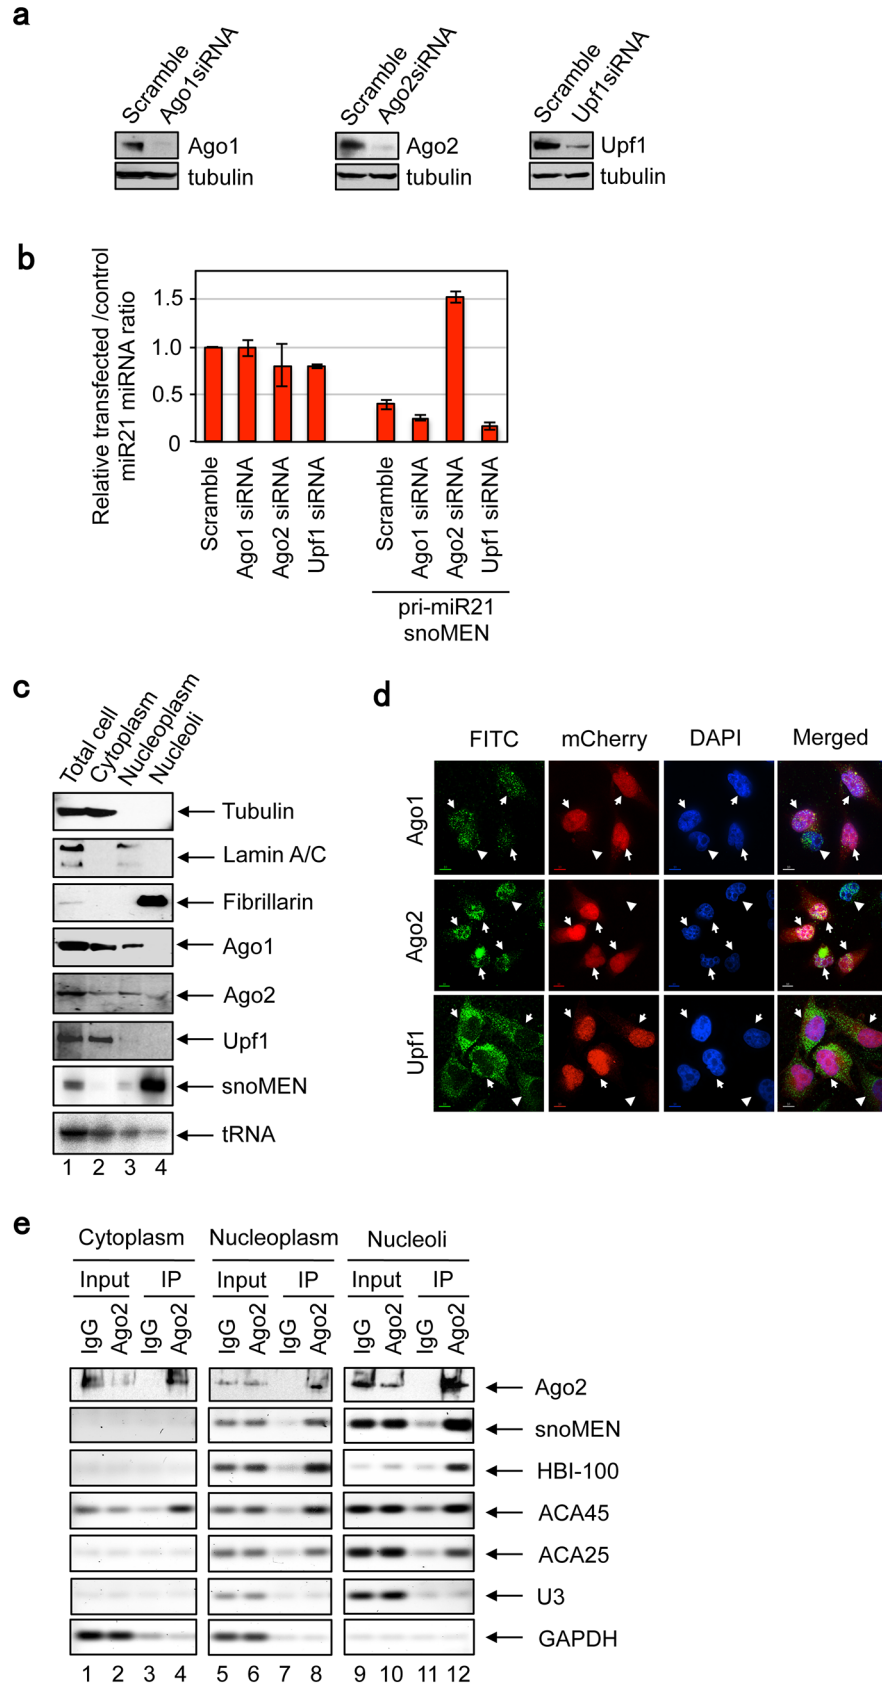 a
Scramble
Ago1siRNA
Ago1
tubulin
Scramble
Ago2siRNA
Ago2
tubulin
Scramble
Upf1siRNA
Upf1
tubulin
b
Relative transfected /control
miR21 miRNA ratio
1.5
1.0
0.5
0
Scramble
Ago1 siRNA
Ago2 siRNA
Upf1 siRNA
Scramble
Ago1 siRNA
Ago2 siRNA
Upf1 siRNA
pri-miR21
snoMEN
c
Total cell
Cytoplasm
Nucleoplasm
Nucleoli
Tubulin
Lamin A/C
Fibrillarin
Ago1
Ago2
Upf1
snoMEN
tRNA
1 2 3 4
d
FITC mCherry DAPI Merged
Ago1
Ago2
Upf1
e
Cytoplasm Nucleoplasm Nucleoli
Input IP Input IP Input IP
IgG Ago2 IgG Ago2 IgG Ago2 IgG Ago2 IgG Ago2 IgG Ago2
Ago2
snoMEN
HBI-100
ACA45
ACA25
U3
GAPDH
1 2 3 4 5 6 7 8 9 10 11 12